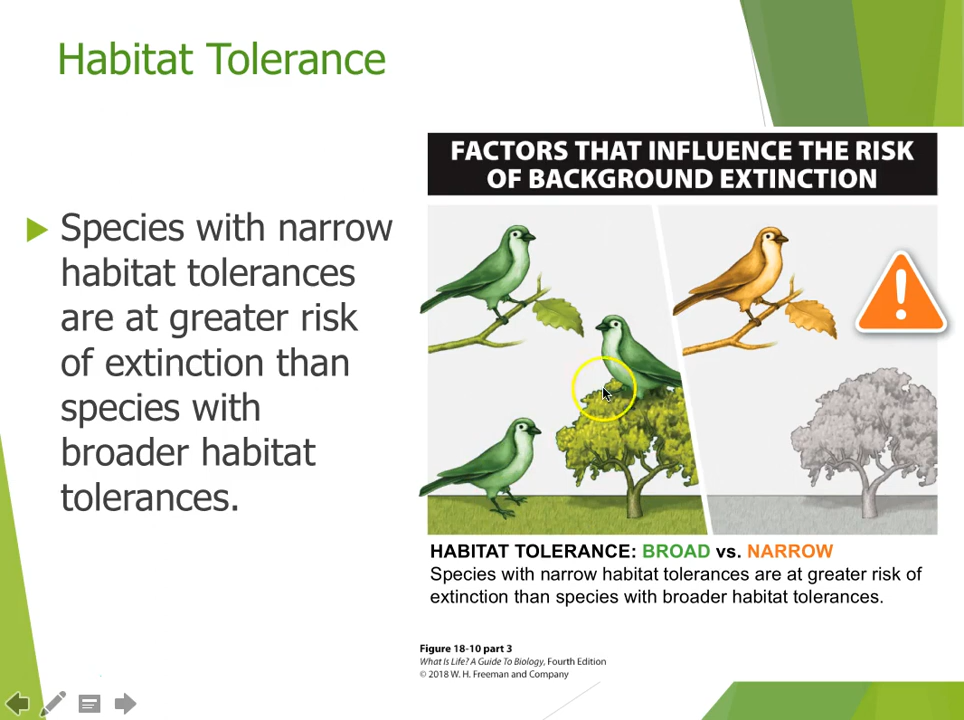 Habitat Tolerance
Species with narrow
habitat tolerances
are at greater risk
of extinction than
species with
broader habitat
tolerances.
FACTORS THAT INFLUENCE THE RISK
OF BACKGROUND EXTINCTION
HABITAT TOLERANCE: BROAD vs. NARROW
Species with narrow habitat tolerances are at greater risk of
extinction than species with broader habitat tolerances.
Figure 18-10 part 3
What Is Life? A Guide To Biology, Fourth Edition
© 2018 W. H. Freeman and Company